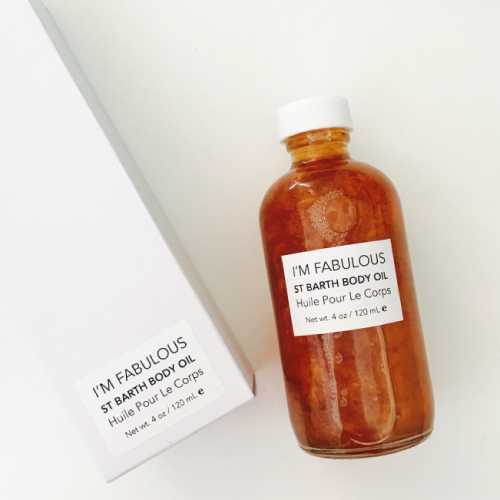 I'M FABULOUS
ST BARTH BODY OIL
Huile Pour Le Corps
Net wt. 4 oz / 120 mL ℮
I'M FABULOUS
ST BARTH BODY OIL
Huile Pour Le Corps
Net wt. 4 oz / 120 mL ℮